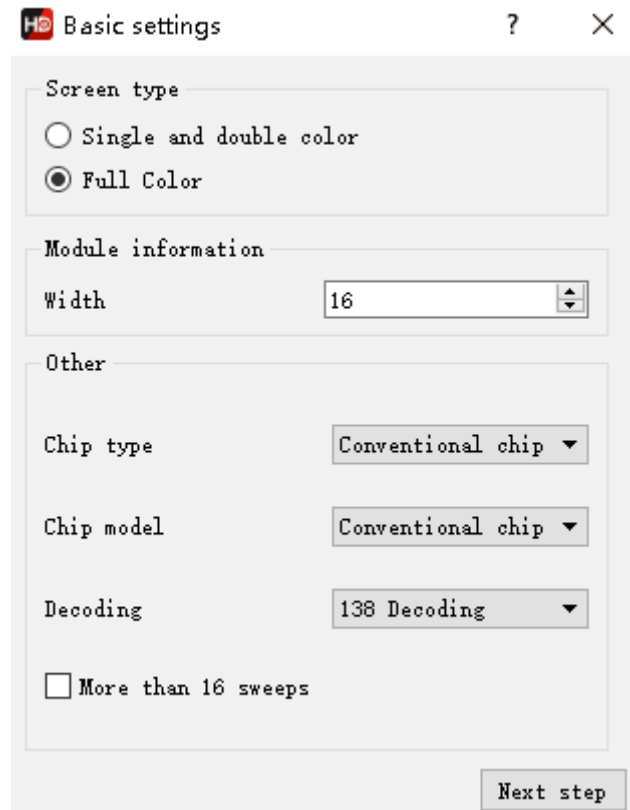 HD Basic settings ?
Screen type
Single and double color
Full Color
Module information
Width 16
Other
Chip type Conventional chip
Chip model Conventional chip
Decoding 138 Decoding
More than 16 sweeps
Next step